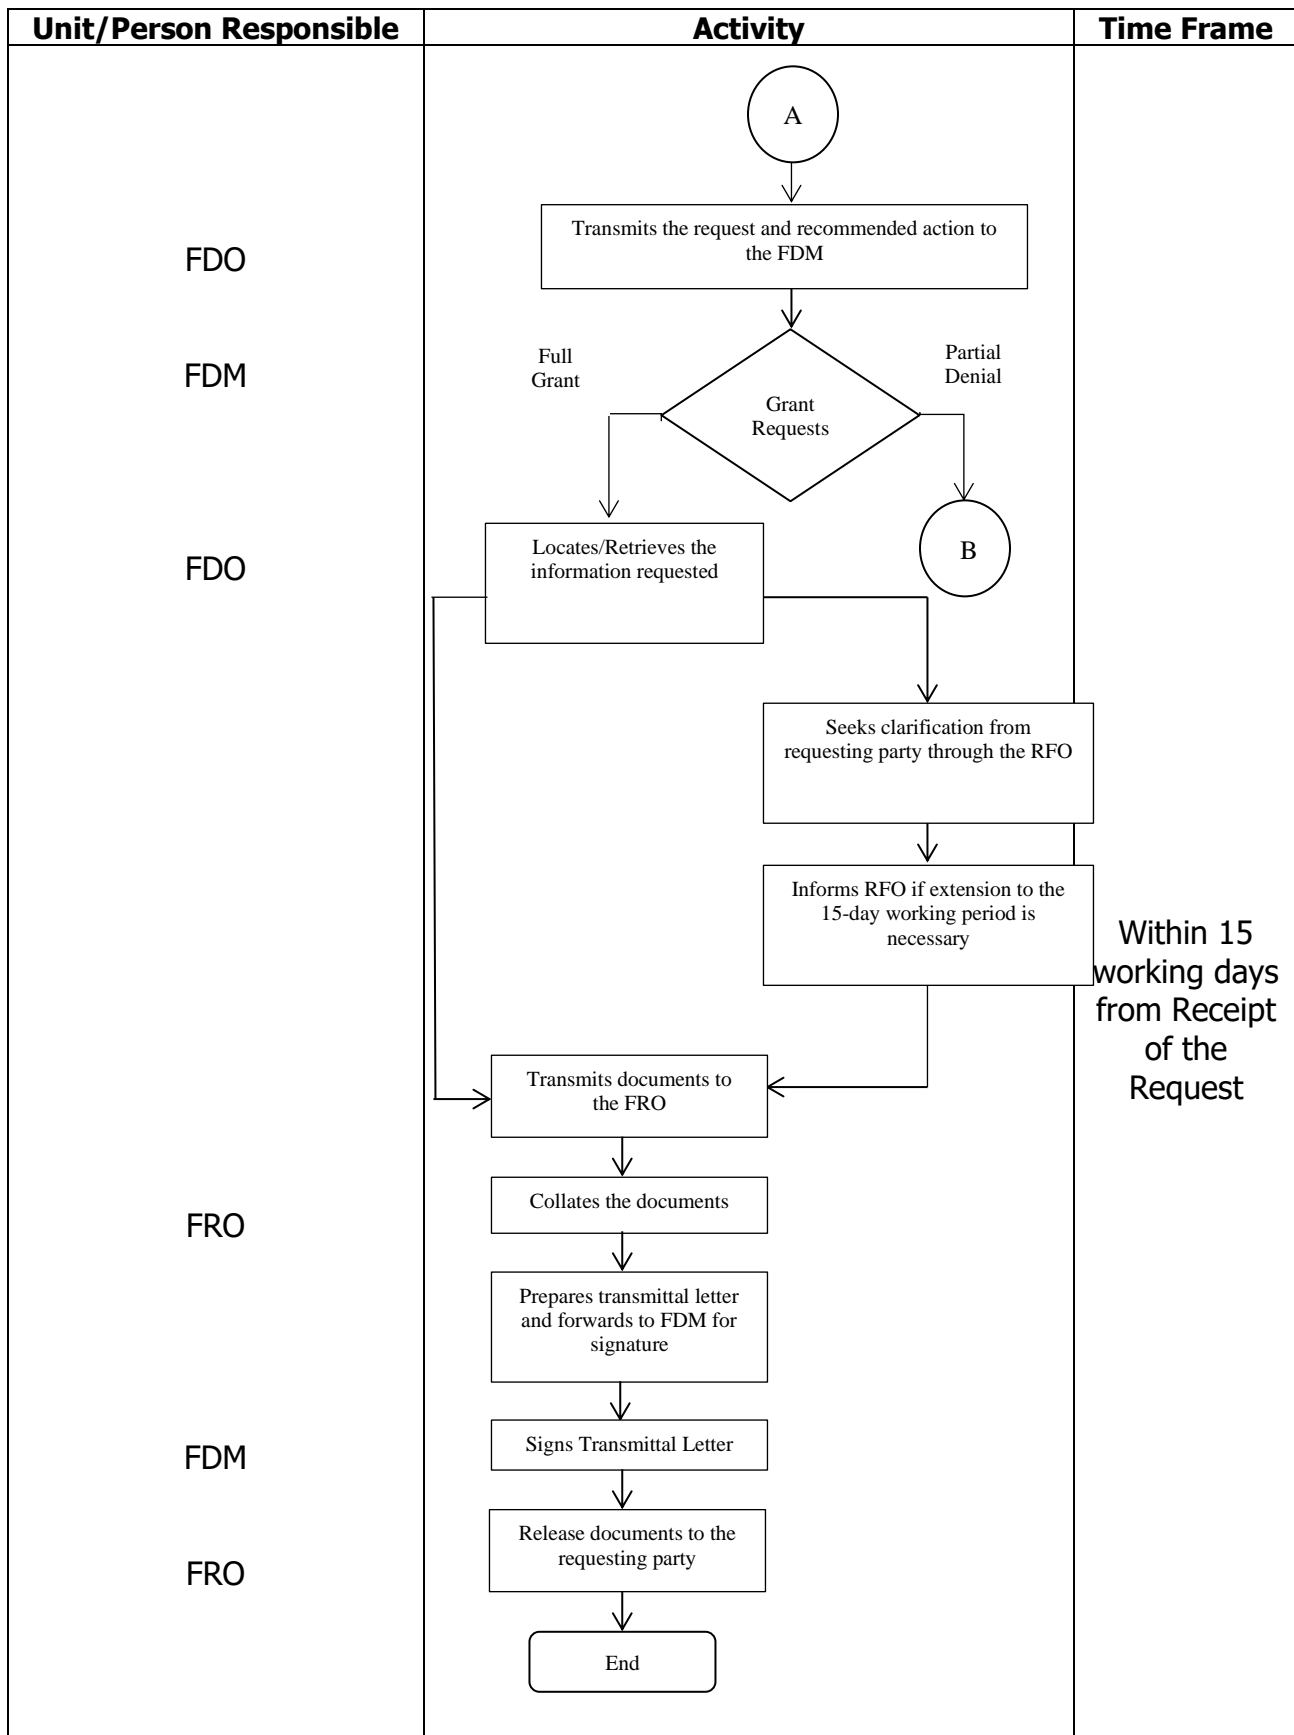 Unit/Person Responsible
Activity
Time Frame
A
Transmits the request and recommended action to
the FDM
FDO
Full
Grant
Partial
Denial
FDM
Grant
Requests
Locates/Retrieves the
information requested
B
FDO
Seeks clarification from
requesting party through the RFO
Informs RFO if extension to the
15-day working period is
necessary
Within 15
working days
from Receipt
of the
Request
Transmits documents to
the FRO
Collates the documents
FRO
Prepares transmittal letter
and forwards to FDM for
signature
Signs Transmittal Letter
FDM
Release documents to the
requesting party
FRO
End